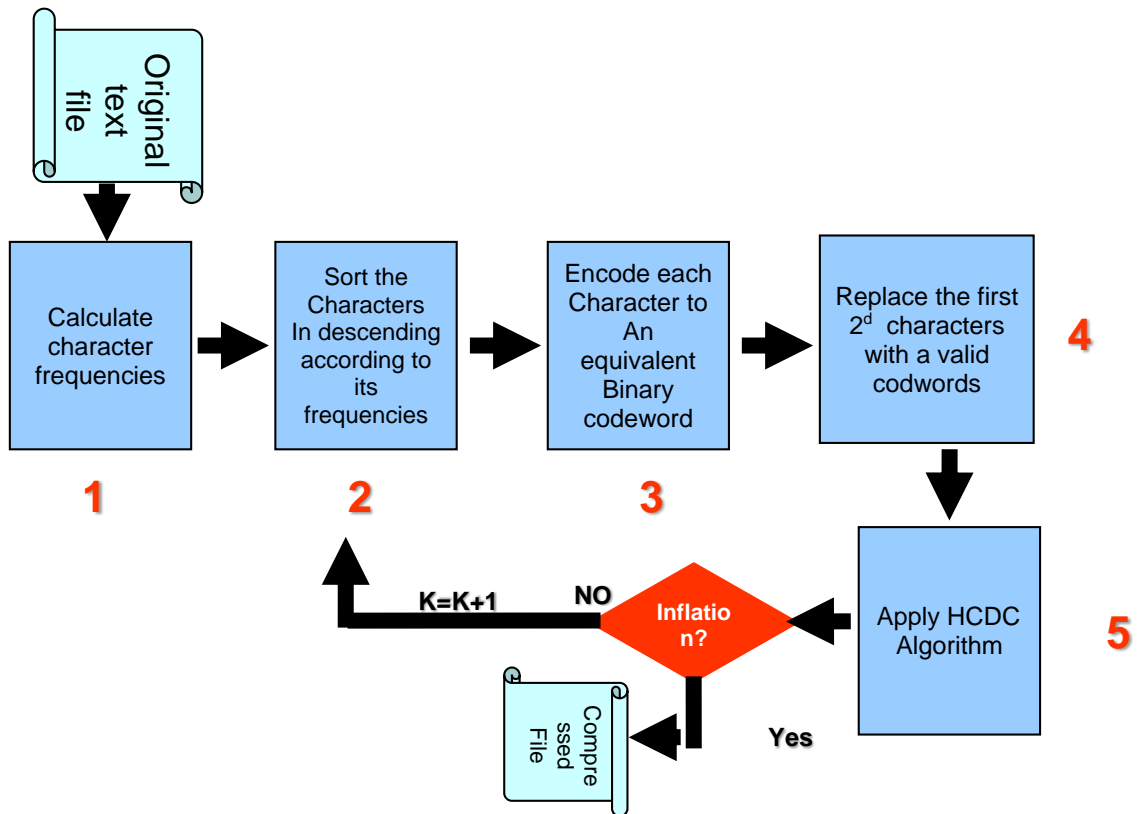 Original
text
file
Calculate
character
frequencies
Sort the
Characters
In descending
according to
its
frequencies
Encode each
Character to
An
equivalent
Binary
codeword
Replace the first
2^d characters
with a valid
codwords
4
1
2
3
K=K+1
NO
Inflatio
n?
Apply HCDC
Algorithm
5
Compre
ssed
File
Yes